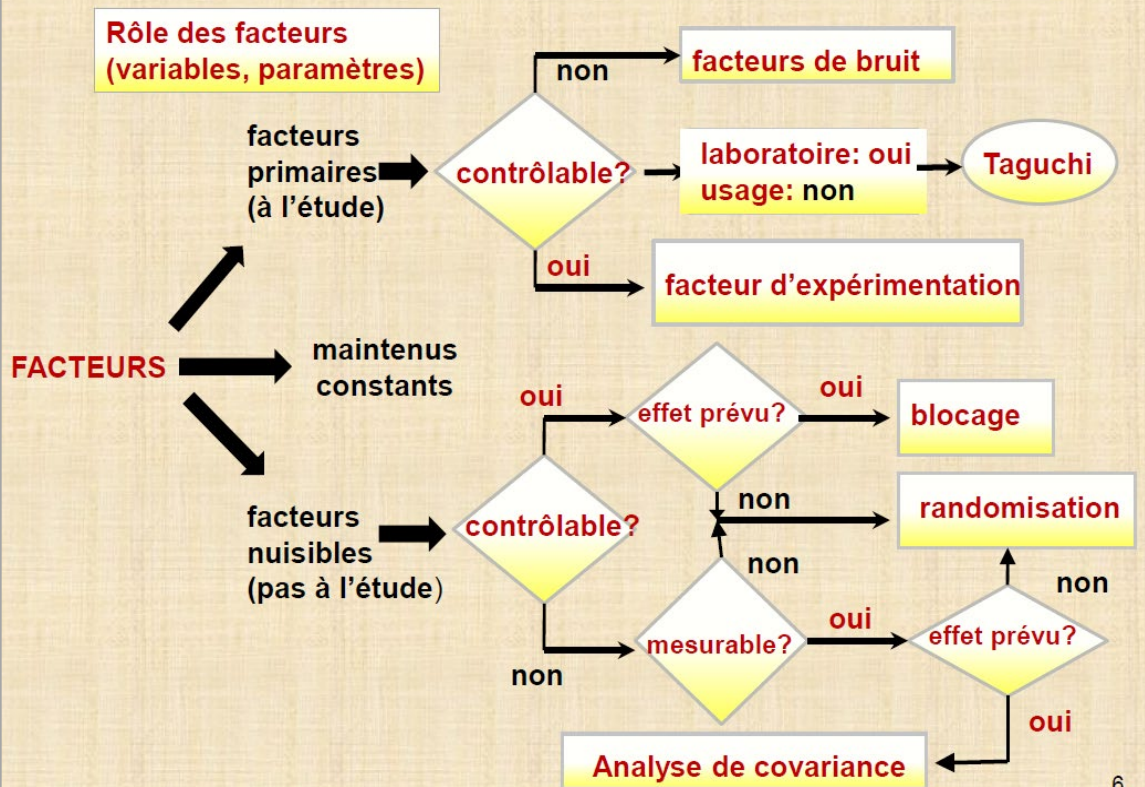 Rôle des facteurs
(variables, paramètres)
non
facteurs de bruit
facteurs
primaires
(à l'étude)
contrôlable?
laboratoire: oui
usage: non
Taguchi
oui
facteur d'expérimentation
FACTEURS
maintenus
constants
oui
effet prévu?
oui
blocage
facteurs
nuisibles
(pas à l'étude)
contrôlable?
non
randomisation
non
non
mesurable?
oui
effet prévu?
non
oui
Analyse de covariance
6